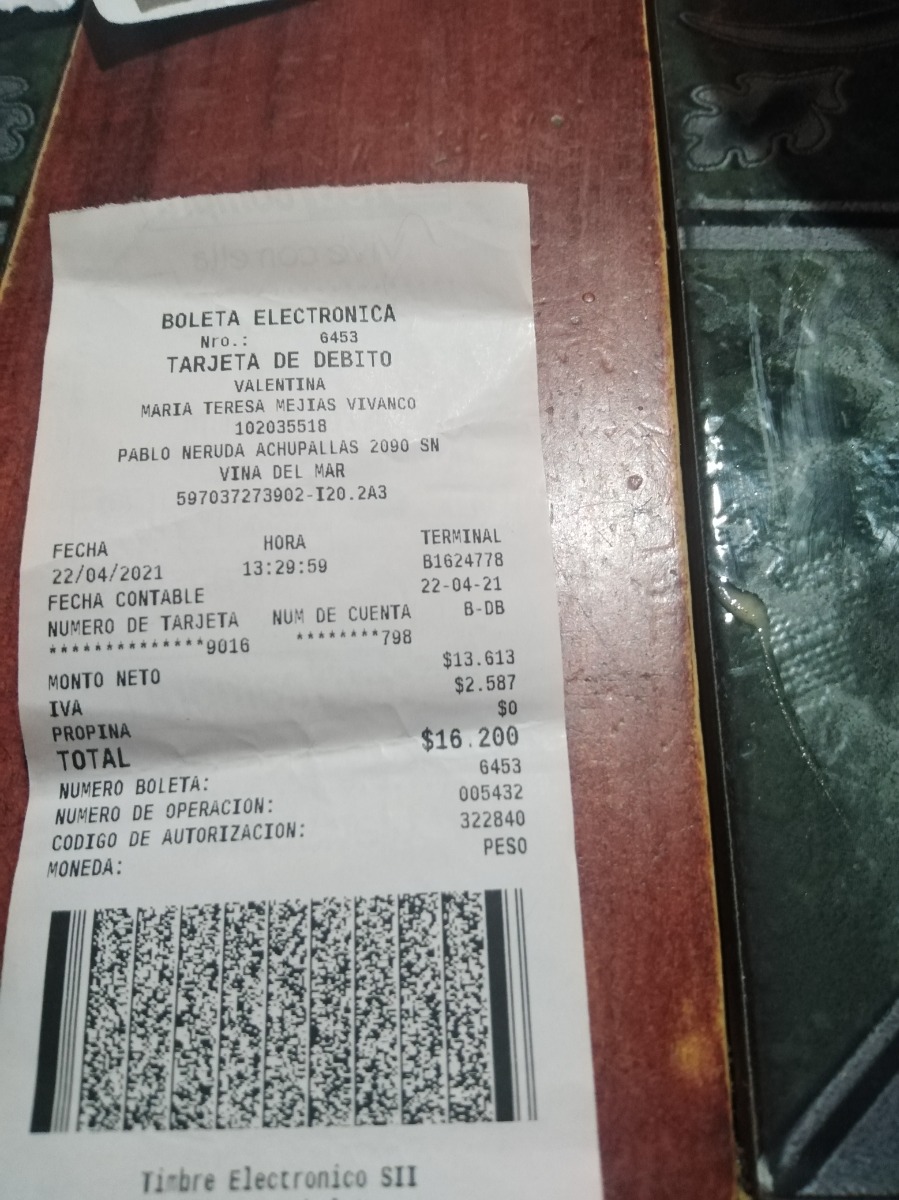 Vive con ella
BOLETA ELECTRONICA
Nro.: 6453
TARJETA DE DEBITO
VALENTINA
MARIA TERESA MEJIAS VIVANCO
102035518
PABLO NERUDA ACHUPALLAS 2090 SN
VINA DEL MAR
597037273902-I20.2A3
FECHA HORA TERMINAL
22/04/2021 13:29:59 B1624778
FECHA CONTABLE 22-04-21
NUMERO DE TARJETA NUM DE CUENTA B-DB
**************9016 ********798
MONTO NETO $13.613
IVA $2.587
PROPINA $0
TOTAL $16.200
NUMERO BOLETA: 6453
NUMERO DE OPERACION: 005432
CODIGO DE AUTORIZACION: 322840
MONEDA: PESO
Timbre Electronico SII